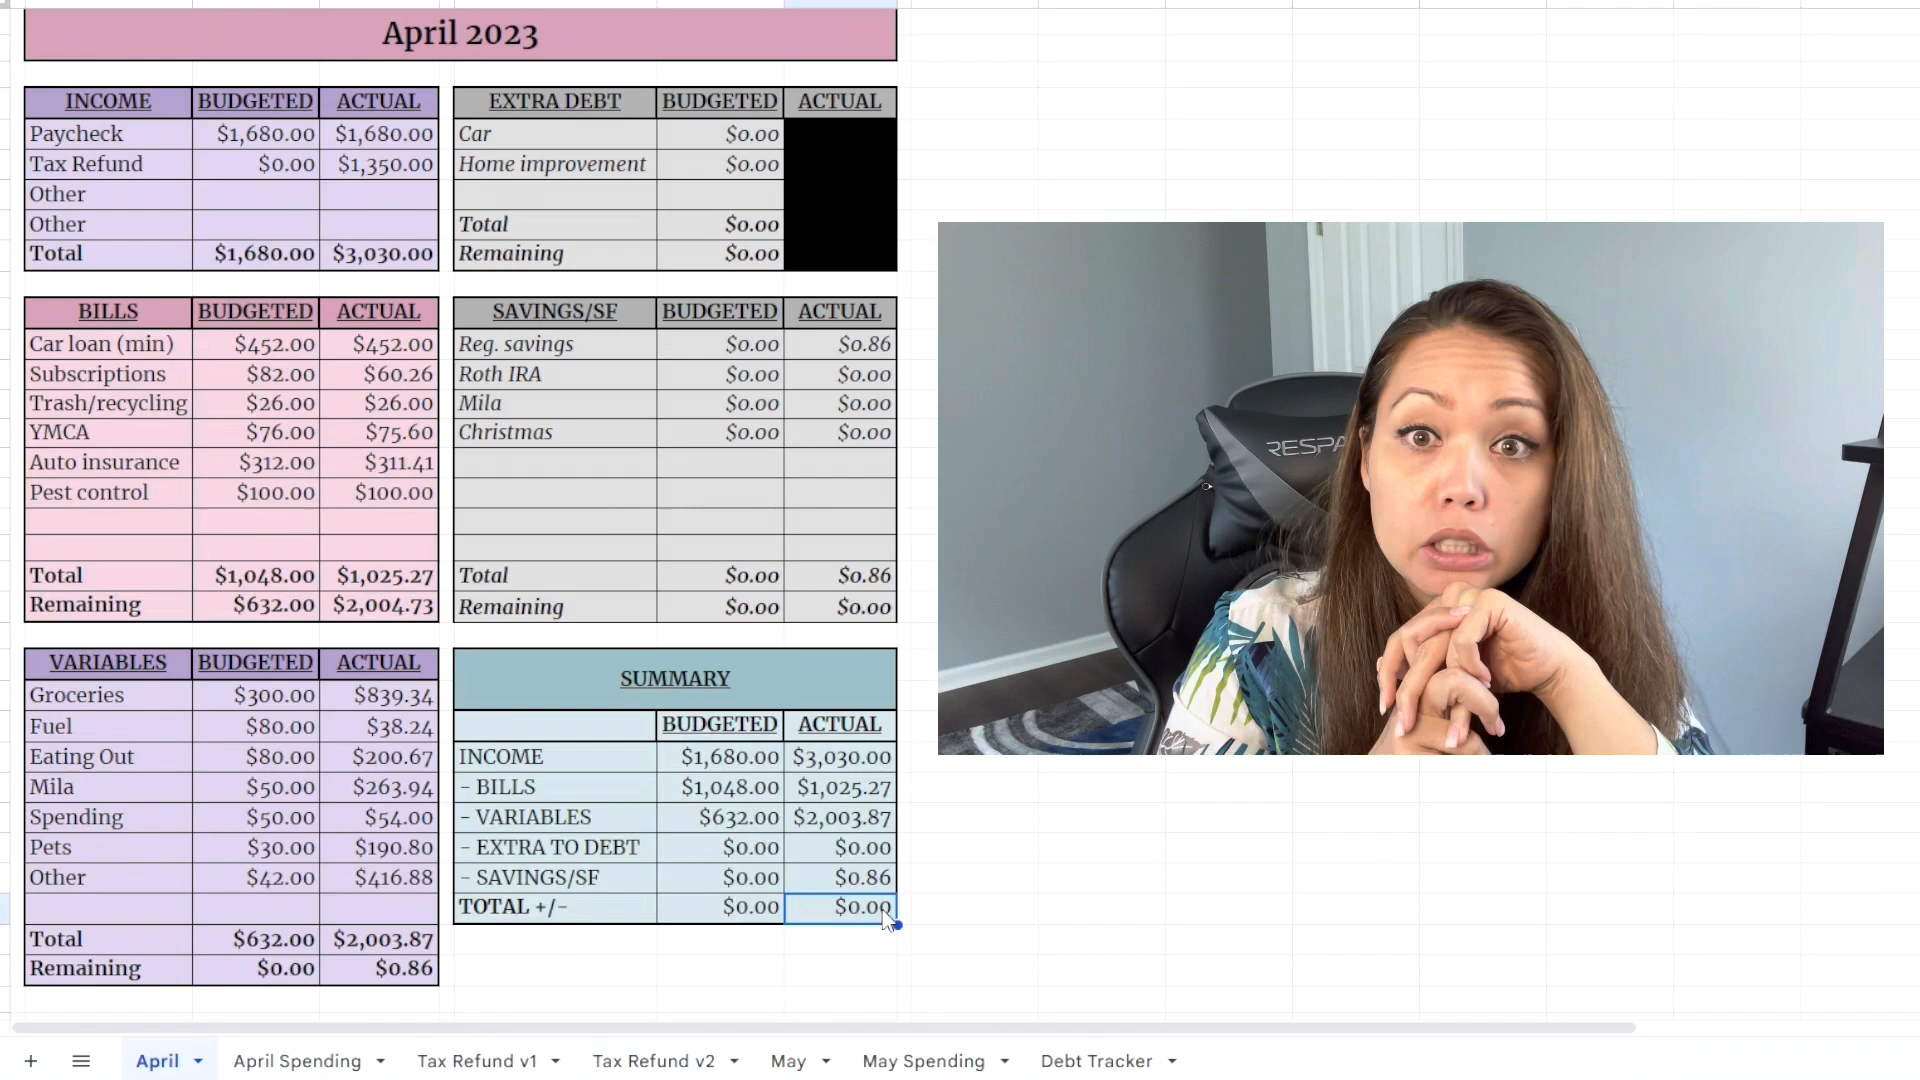 April 2023
INCOME BUDGETED ACTUAL
Paycheck $1,680.00 $1,680.00
Tax Refund $0.00 $1,350.00
Other
Other
Total $1,680.00 $3,030.00
EXTRA DEBT BUDGETED ACTUAL
Car $0.00
Home improvement $0.00
Total $0.00
Remaining $0.00
BILLS BUDGETED ACTUAL
Car loan (min) $452.00 $452.00
Subscriptions $82.00 $60.26
Trash/recycling $26.00 $26.00
YMCA $76.00 $75.60
Auto insurance $312.00 $311.41
Pest control $100.00 $100.00
Total $1,048.00 $1,025.27
Remaining $632.00 $2,004.73
SAVINGS/SF BUDGETED ACTUAL
Reg. savings $0.00 $0.86
Roth IRA $0.00 $0.00
Mila $0.00 $0.00
Christmas $0.00 $0.00
Total $0.00 $0.86
Remaining $0.00 $0.00
VARIABLES BUDGETED ACTUAL
Groceries $300.00 $839.34
Fuel $80.00 $38.24
Eating Out $80.00 $200.67
Mila $50.00 $263.94
Spending $50.00 $54.00
Pets $30.00 $190.80
Other $42.00 $416.88
Total $632.00 $2,003.87
Remaining $0.00 $0.86
SUMMARY
BUDGETED ACTUAL
INCOME $1,680.00 $3,030.00
- BILLS $1,048.00 $1,025.27
- VARIABLES $632.00 $2,003.87
- EXTRA TO DEBT $0.00 $0.00
- SAVINGS/SF $0.00 $0.86
TOTAL +/- $0.00 $0.00
RESPA
April April Spending Tax Refund v1 Tax Refund v2 May May Spending Debt Tracker